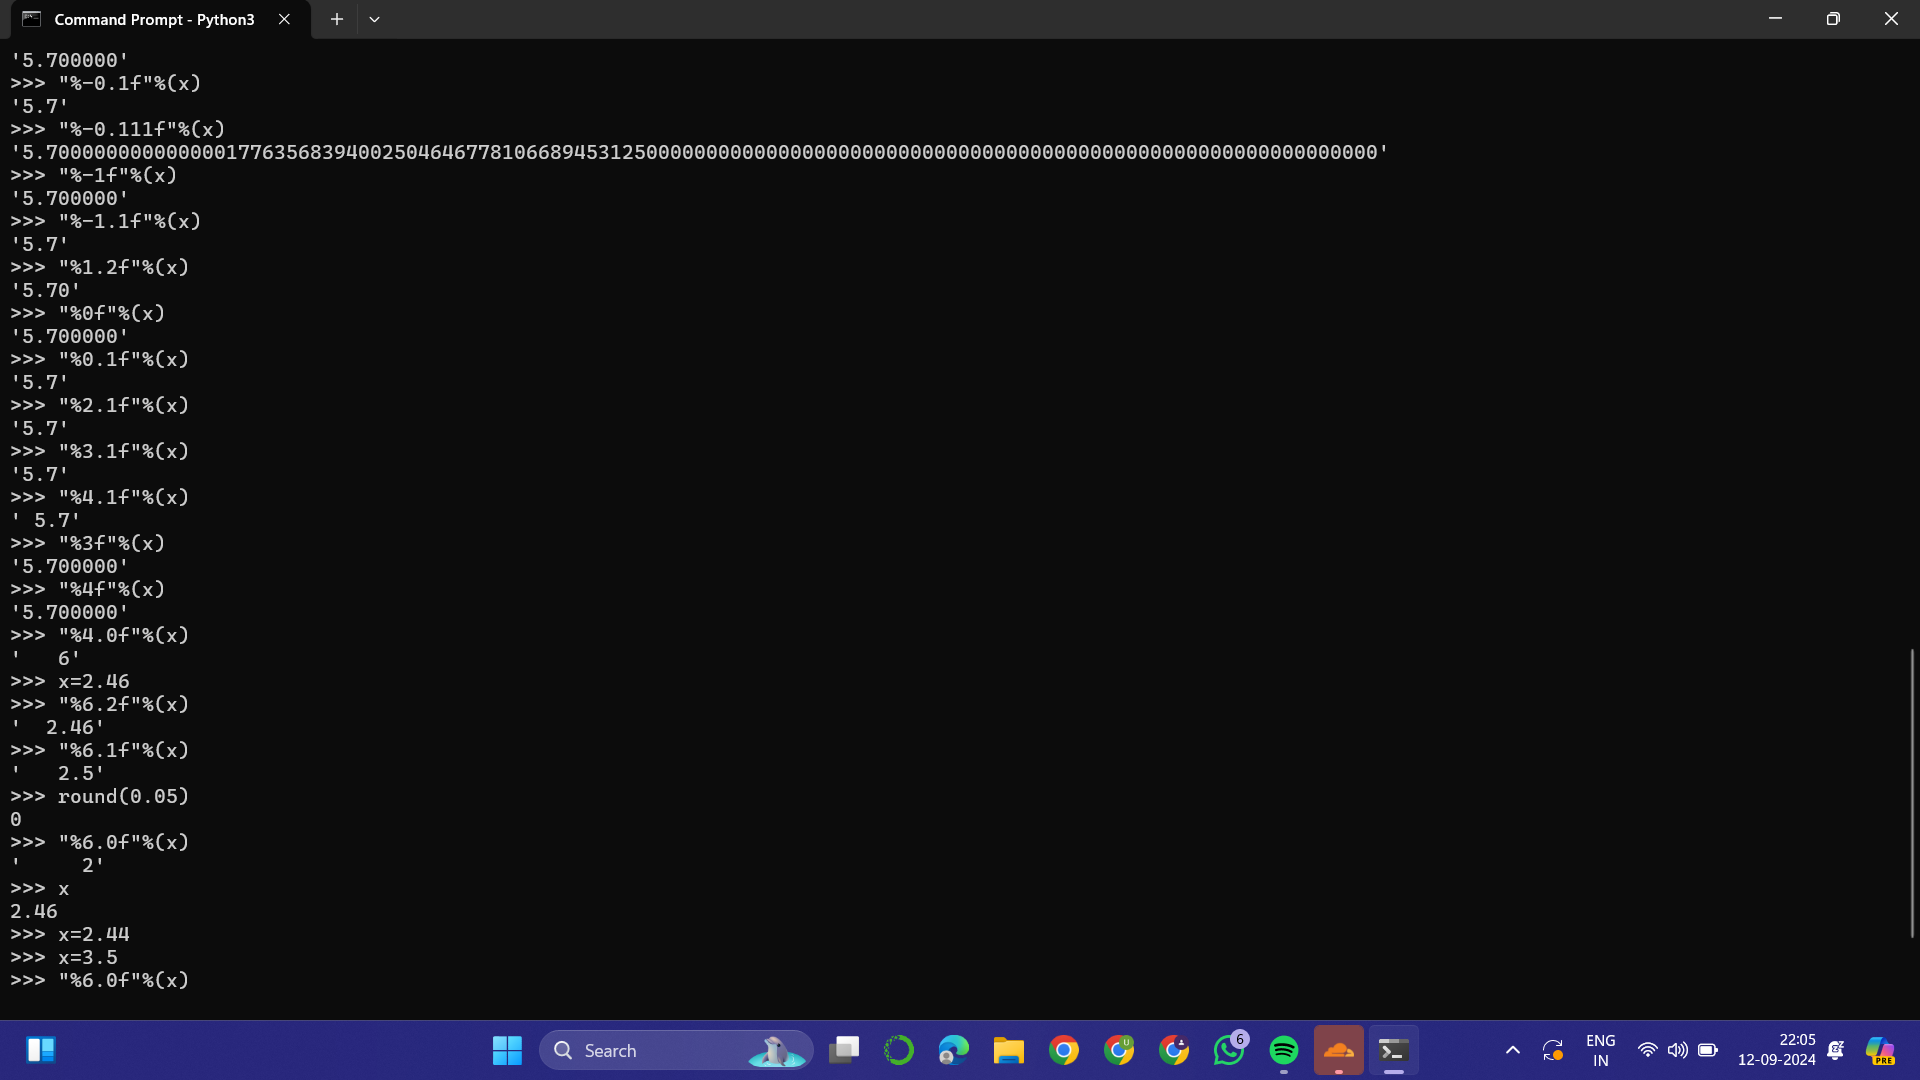 Command Prompt - Python3
'5.700000'
>>> "%-0.1f"%(x)
'5.7'
>>> "%-0.111f"%(x)
'5.700000000000000177635683940025046467781066894531250000000000000000000000000000000000000000000000000000000000000'
>>> "%-1f"%(x)
'5.700000'
>>> "%-1.1f"%(x)
'5.7'
>>> "%1.2f"%(x)
'5.70'
>>> "%0f"%(x)
'5.700000'
>>> "%0.1f"%(x)
'5.7'
>>> "%2.1f"%(x)
'5.7'
>>> "%3.1f"%(x)
'5.7'
>>> "%4.1f"%(x)
' 5.7'
>>> "%3f"%(x)
'5.700000'
>>> "%4f"%(x)
'5.700000'
>>> "%4.0f"%(x)
'   6'
>>> x=2.46
>>> "%6.2f"%(x)
'  2.46'
>>> "%6.1f"%(x)
'   2.5'
>>> round(0.05)
0
>>> "%6.0f"%(x)
'     2'
>>> x
2.46
>>> x=2.44
>>> x=3.5
>>> "%6.0f"%(x)
Search
U
6
ENG
IN
22:05
12-09-2024
PRE